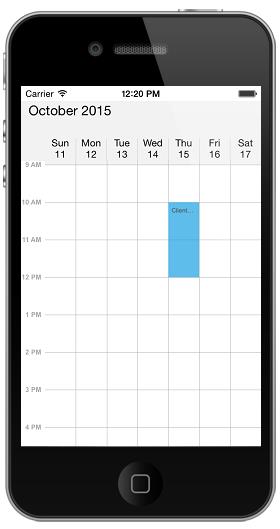 Carrier 12:20 PM
October 2015
Sun Mon Tue Wed Thu Fri Sat
11 12 13 14 15 16 17
9 AM
10 AM
Client...
11 AM
12 PM
1 PM
2 PM
3 PM
4 PM